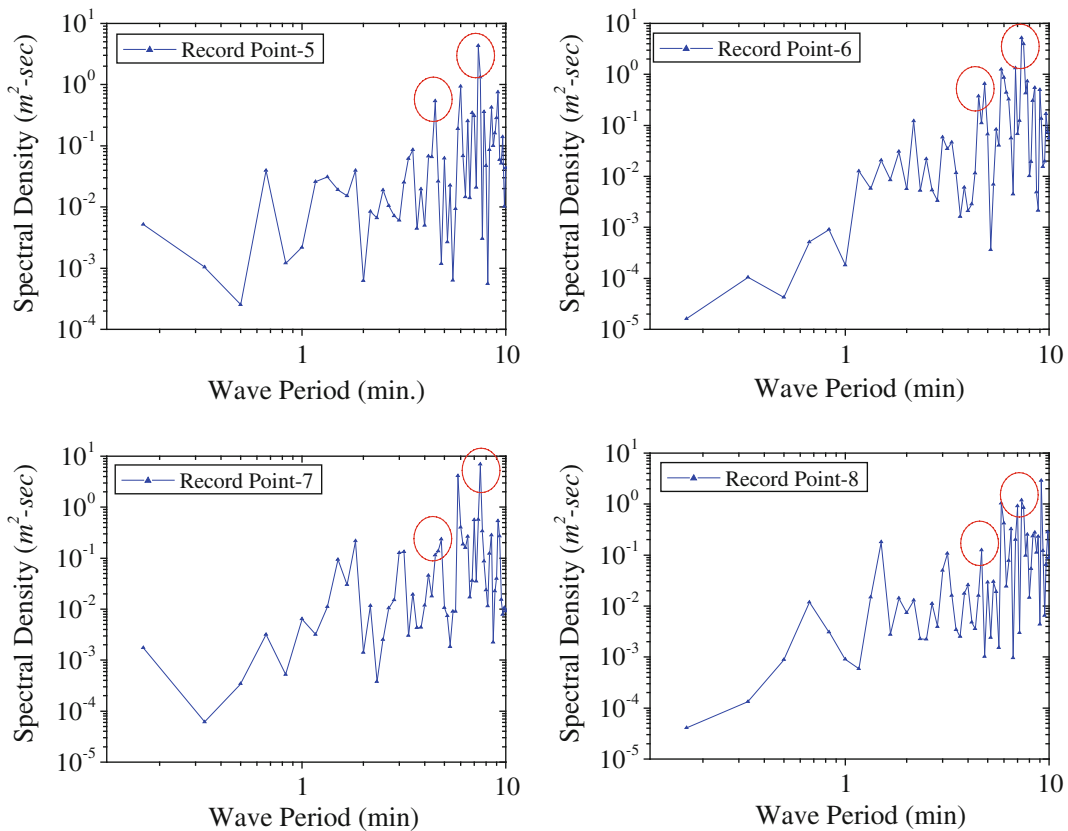 10^1
10^0
10^-1
10^-2
10^-3
10^-4
Spectral Density (m^2-sec)
Record Point-5
1
10
Wave Period (min.)
10^1
10^0
10^-1
10^-2
10^-3
10^-4
10^-5
Spectral Density (m^2-sec)
Record Point-6
1
10
Wave Period (min)
10^1
10^0
10^-1
10^-2
10^-3
10^-4
10^-5
Spectral Density (m^2-sec)
Record Point-7
1
10
Wave Period (min)
10^1
10^0
10^-1
10^-2
10^-3
10^-4
10^-5
Spectral Density (m^2-sec)
Record Point-8
1
10
Wave Period (min)